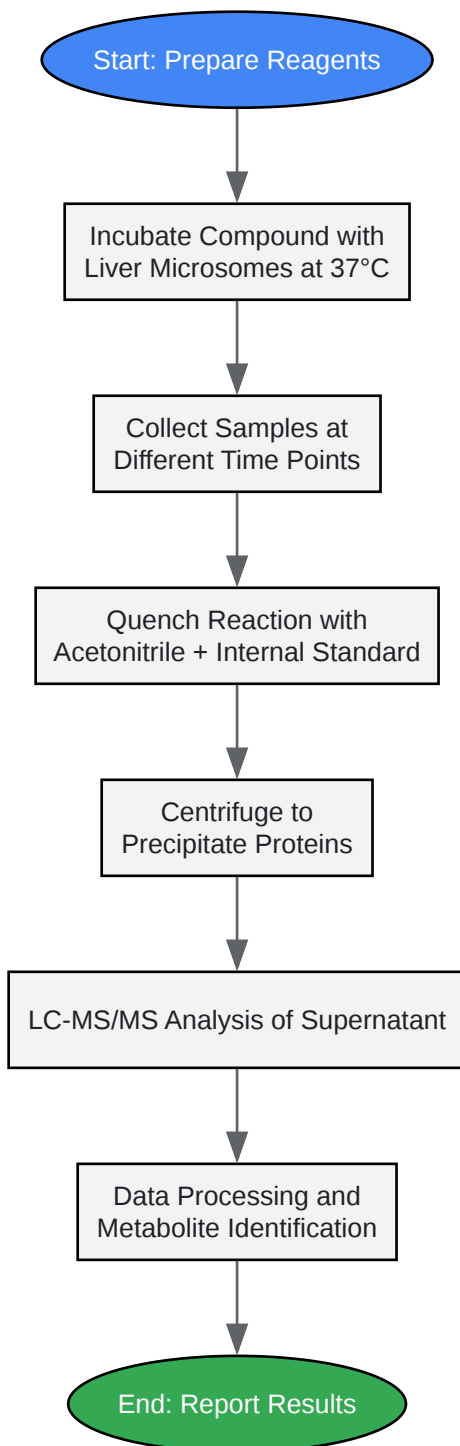 Start: Prepare Reagents
Incubate Compound with
Liver Microsomes at 37°C
Collect Samples at
Different Time Points
Quench Reaction with
Acetonitrile + Internal Standard
Centrifuge to
Precipitate Proteins
LC-MS/MS Analysis of Supernatant
Data Processing and
Metabolite Identification
End: Report Results